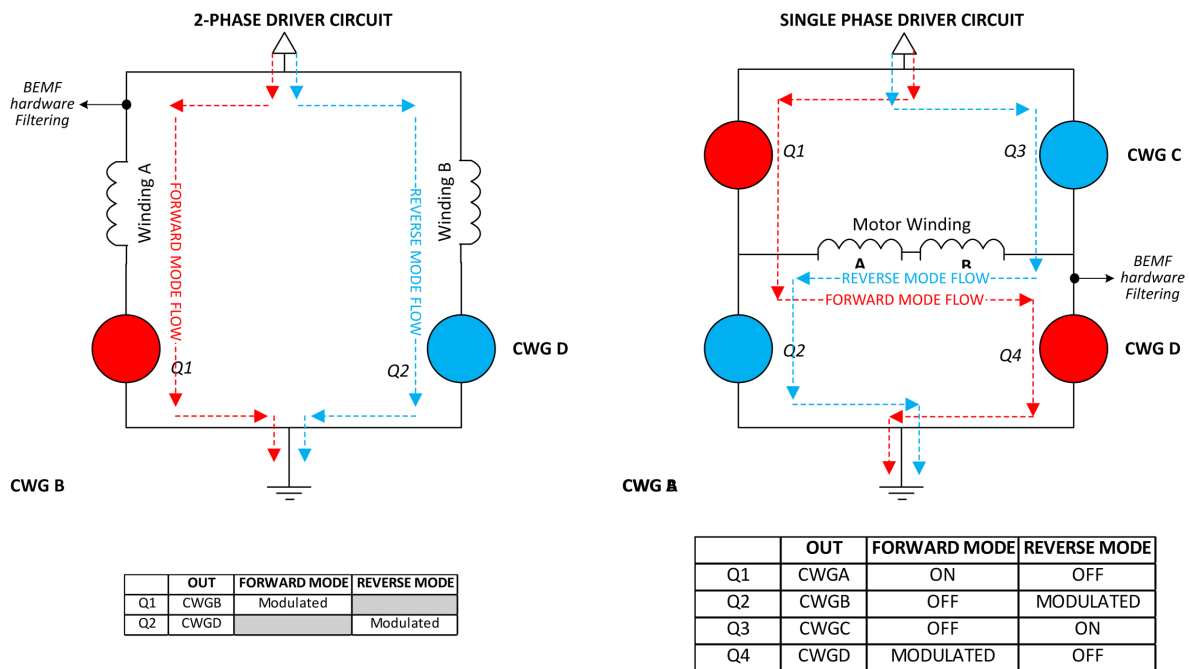 2-PHASE DRIVER CIRCUIT
BEMF
hardware
Filtering
Winding A
Winding B
FORWARD MODE FLOW
REVERSE MODE FLOW
Q1
Q2
CWG D
CWG B
OUT FORWARD MODE REVERSE MODE
Q1 CWGB Modulated
Q2 CWGD Modulated
SINGLE PHASE DRIVER CIRCUIT
Q1
Q3
CWG C
Motor Winding
A B
REVERSE MODE FLOW
FORWARD MODE FLOW
BEMF
hardware
Filtering
Q2
Q4
CWG D
CWG
OUT FORWARD MODE REVERSE MODE
Q1 CWGA ON OFF
Q2 CWGB OFF MODULATED
Q3 CWGC OFF ON
Q4 CWGD MODULATED OFF